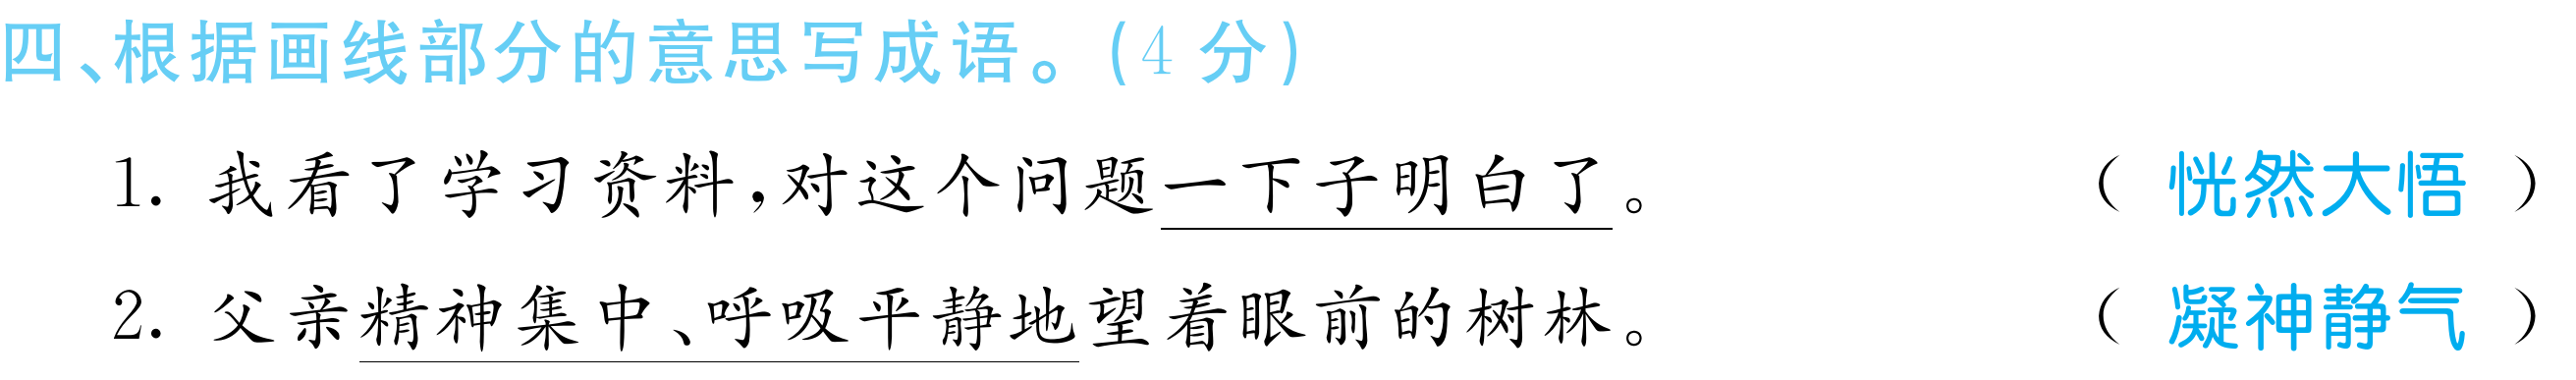 四、根据画线部分的意思写成语。(4 分)
1. 我看了学习资料,对这个问题一下子明白了。 ( 恍然大悟 )
2. 父亲精神集中、呼吸平静地望着眼前的树林。 ( 凝神静气 )